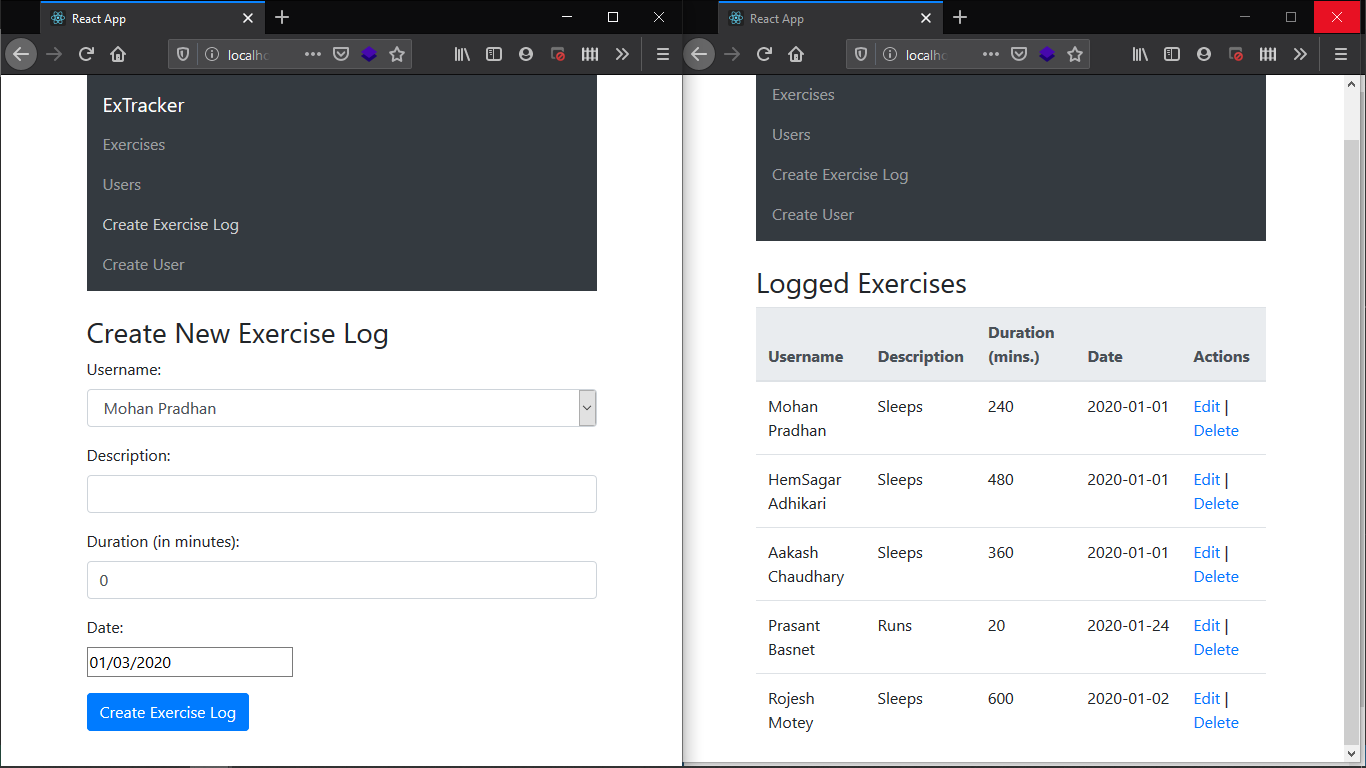 React App
localho
ExTracker
Exercises
Users
Create Exercise Log
Create User
Create New Exercise Log
Username:
Mohan Pradhan
Description:
Duration (in minutes):
0
Date:
01/03/2020
Create Exercise Log
React App
localho
Exercises
Users
Create Exercise Log
Create User
Logged Exercises
Username Description Duration (mins.) Date Actions
Mohan Pradhan Sleeps 240 2020-01-01 Edit | Delete
HemSagar Adhikari Sleeps 480 2020-01-01 Edit | Delete
Aakash Chaudhary Sleeps 360 2020-01-01 Edit | Delete
Prasant Basnet Runs 20 2020-01-24 Edit | Delete
Rojesh Motey Sleeps 600 2020-01-02 Edit | Delete